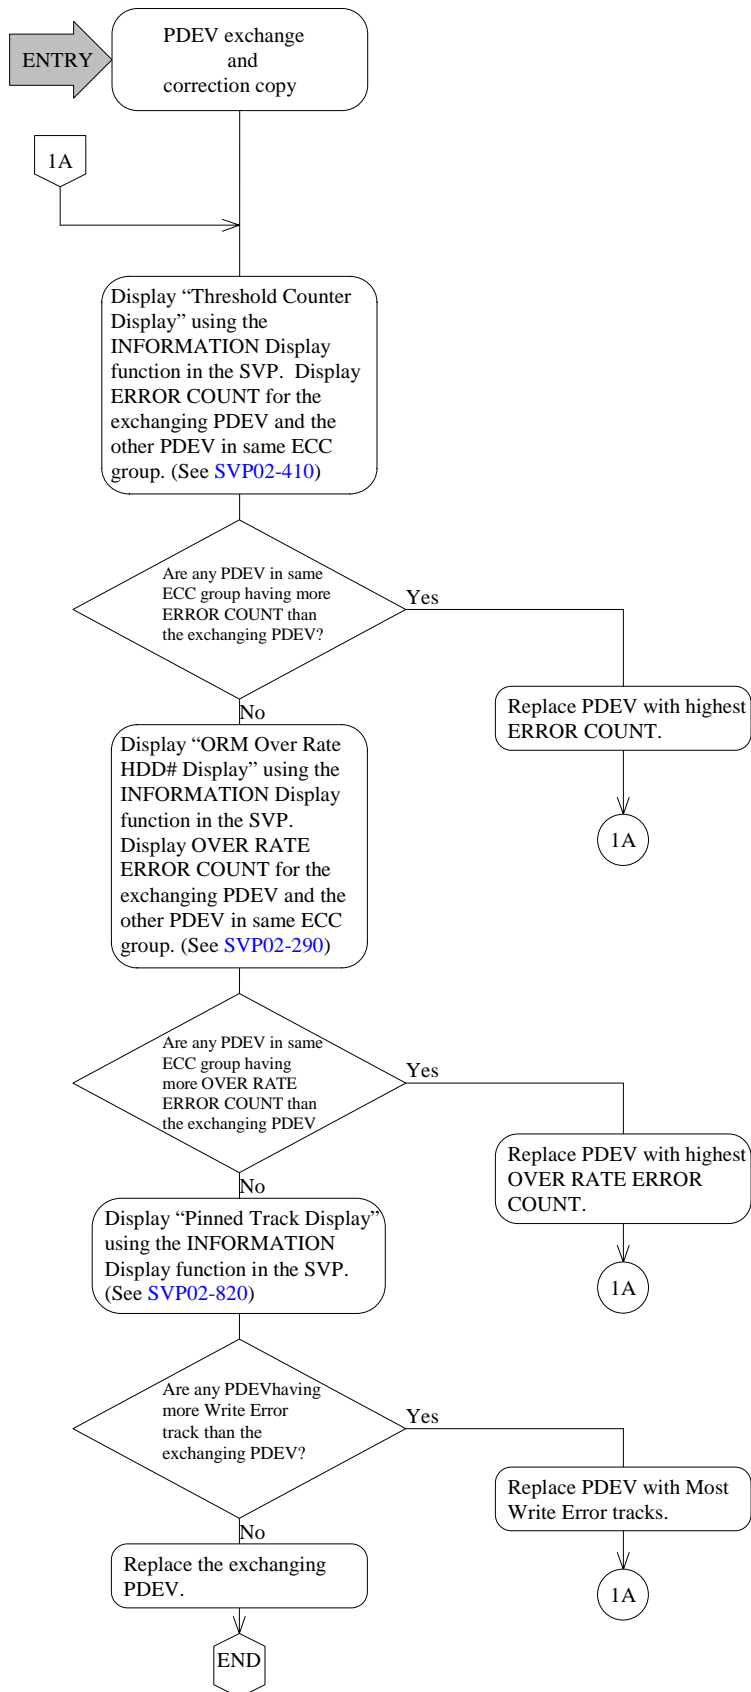 ENTRY
PDEV exchange
and
correction copy
1A
Display “Threshold Counter
Display” using the
INFORMATION Display
function in the SVP. Display
ERROR COUNT for the
exchanging PDEV and the
other PDEV in same ECC
group. (See SVP02-410)
Are any PDEV in same
ECC group having more
ERROR COUNT than
the exchanging PDEV?
Yes
Replace PDEV with highest
ERROR COUNT.
1A
No
Display “ORM Over Rate
HDD# Display” using the
INFORMATION Display
function in the SVP.
Display OVER RATE
ERROR COUNT for the
exchanging PDEV and the
other PDEV in same ECC
group. (See SVP02-290)
Are any PDEV in same
ECC group having
more OVER RATE
ERROR COUNT than
the exchanging PDEV
Yes
Replace PDEV with highest
OVER RATE ERROR
COUNT.
1A
No
Display “Pinned Track Display”
using the INFORMATION
Display function in the SVP.
(See SVP02-820)
Are any PDEVhaving
more Write Error
track than the
exchanging PDEV?
Yes
Replace PDEV with Most
Write Error tracks.
1A
No
Replace the exchanging
PDEV.
END